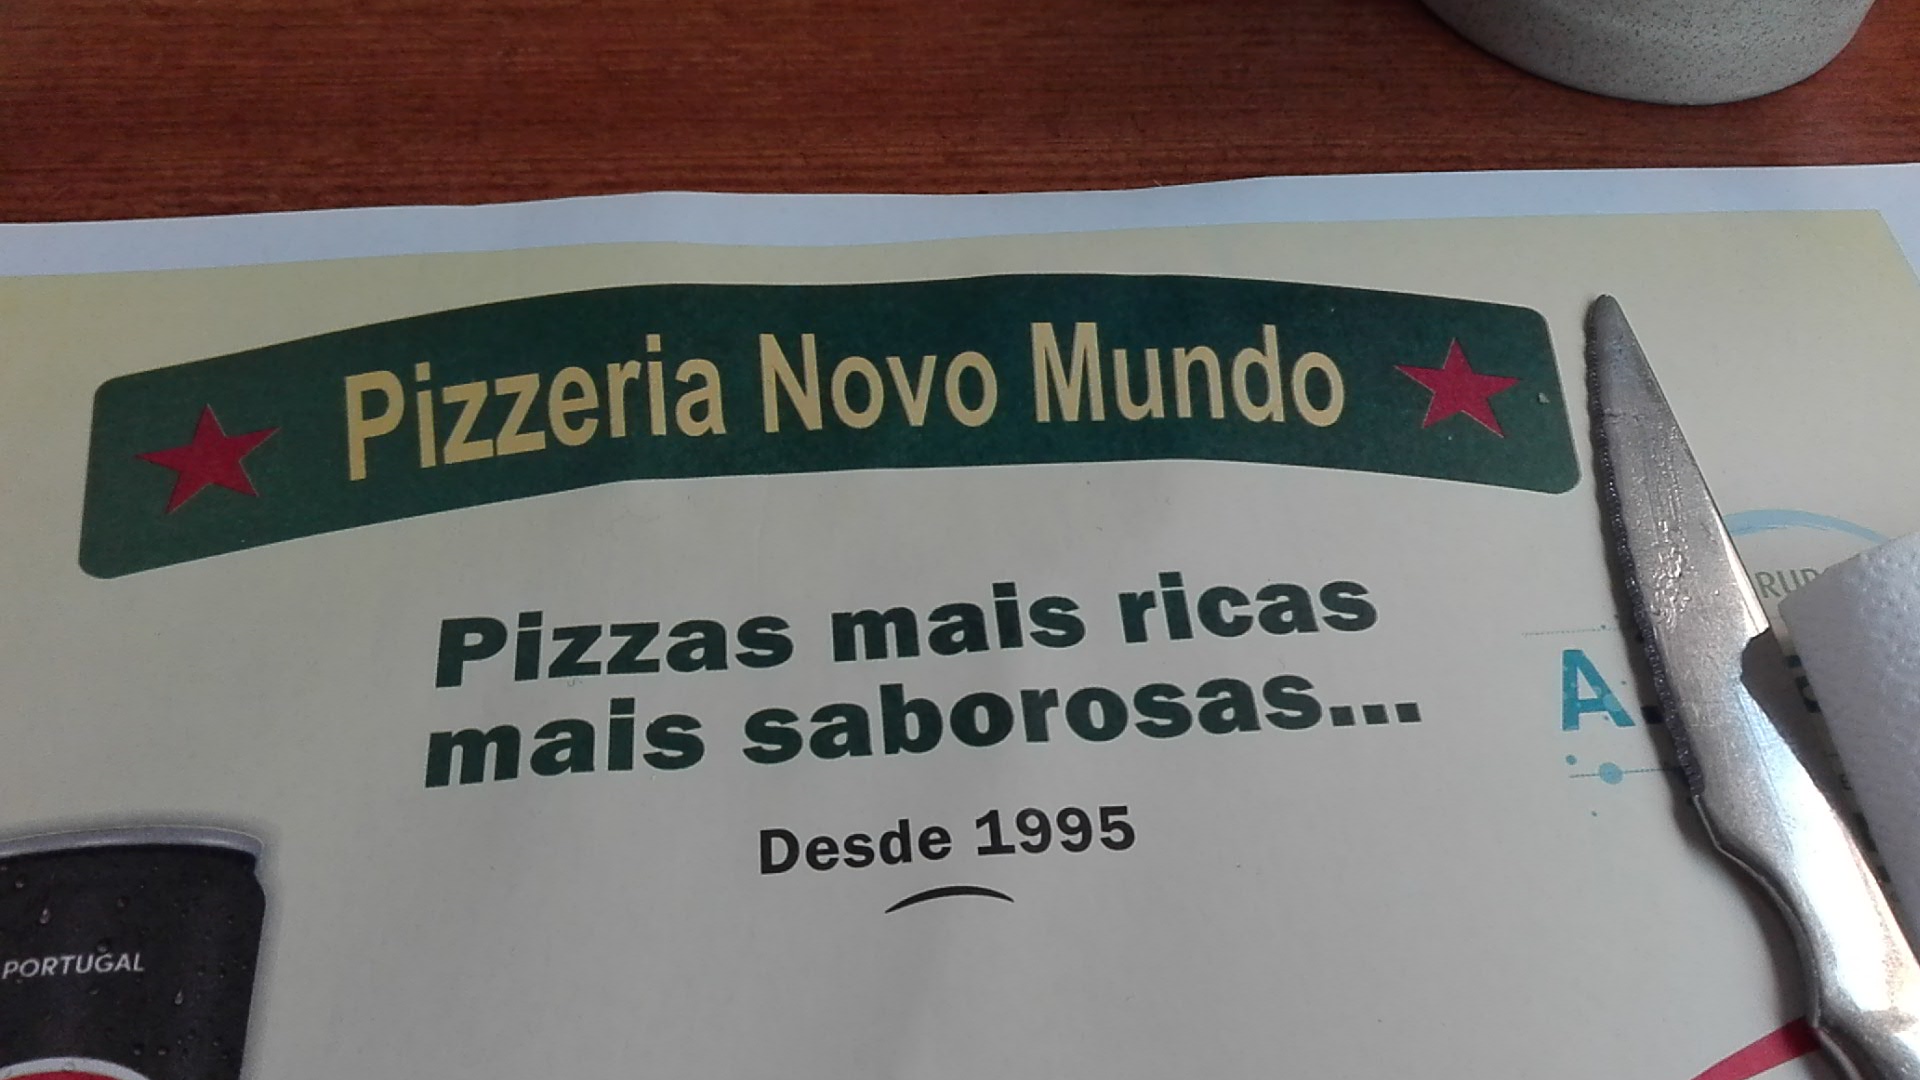 Pizzeria Novo Mundo
Pizzas mais ricas
mais saborosas...
Desde 1995
PORTUGAL